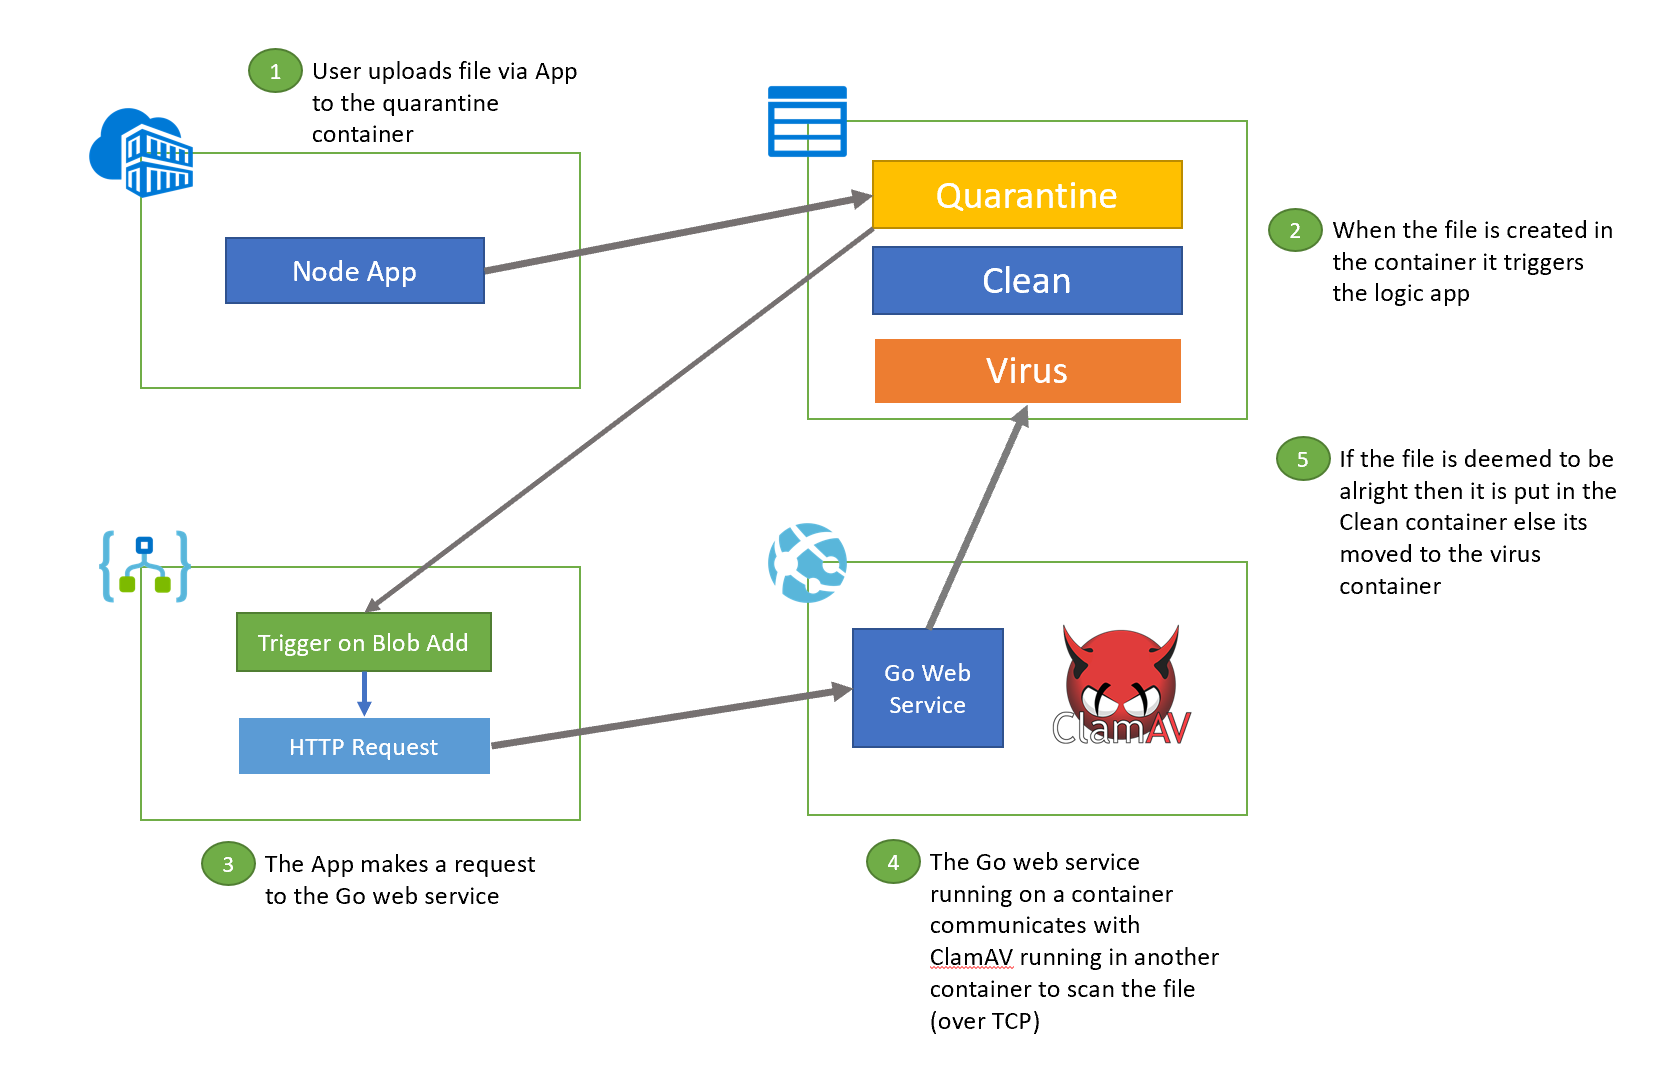 1
User uploads file via App
to the quarantine
container
Node App
Quarantine
Clean
Virus
2
When the file is created in
the container it triggers
the logic app
5
If the file is deemed to be
alright then it is put in the
Clean container else its
moved to the virus
container
Trigger on Blob Add
HTTP Request
Go Web
Service
ClamAV
3
The App makes a request
to the Go web service
4
The Go web service
running on a container
communicates with
ClamAV running in another
container to scan the file
(over TCP)